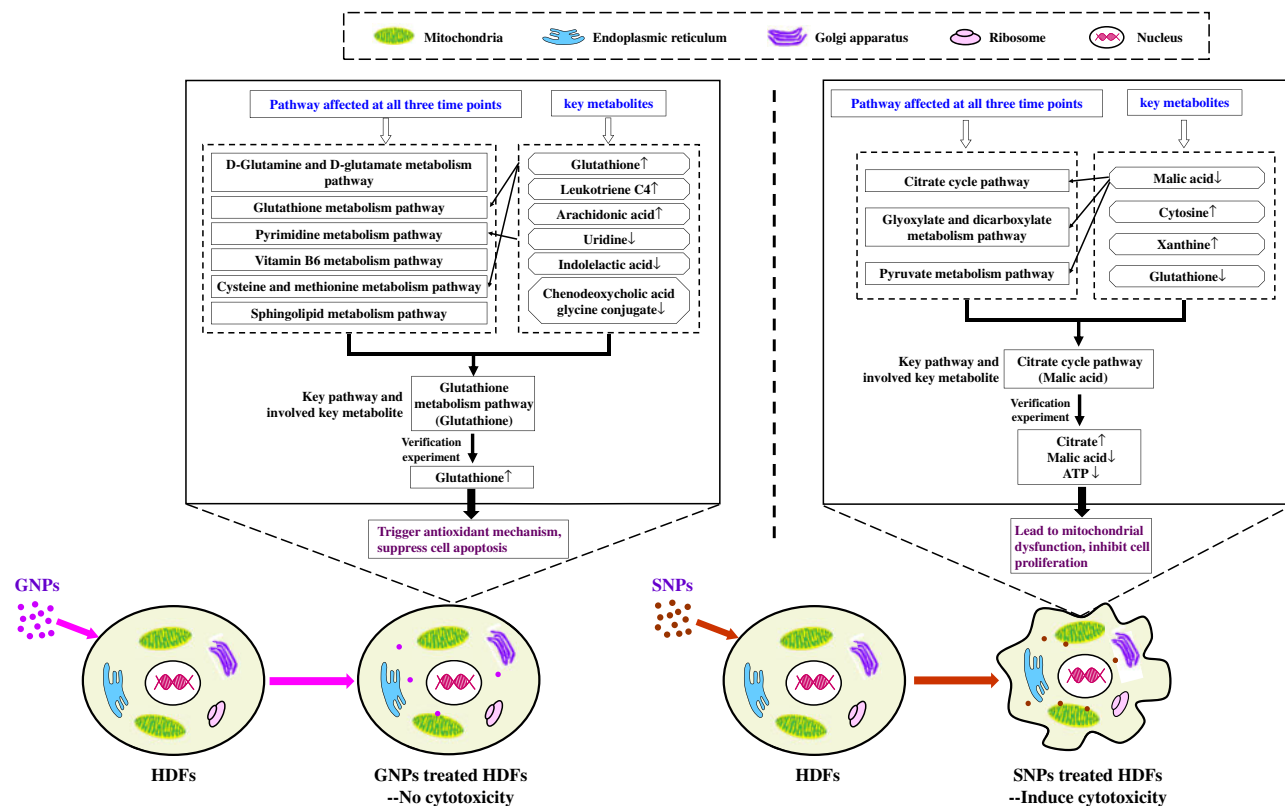 Mitochondria
Endoplasmic reticulum
Golgi apparatus
Ribosome
Nucleus
Pathway affected at all three time points
key metabolites
D-Glutamine and D-glutamate metabolism
pathway
Glutathione metabolism pathway
Pyrimidine metabolism pathway
Vitamin B6 metabolism pathway
Cysteine and methionine metabolism pathway
Sphingolipid metabolism pathway
Glutathione↑
Leukotriene C4↑
Arachidonic acid↑
Uridine↓
Indolelactic acid↓
Chenodeoxycholic acid
glycine conjugate↓
Key pathway and
involved key metabolite
Glutathione
metabolism pathway
(Glutathione)
Verification
experiment
Glutathione↑
Trigger antioxidant mechanism,
suppress cell apoptosis
GNPs
HDFs
GNPs treated HDFs
--No cytotoxicity
Pathway affected at all three time points
key metabolites
Citrate cycle pathway
Glyoxylate and dicarboxylate
metabolism pathway
Pyruvate metabolism pathway
Malic acid↓
Cytosine↑
Xanthine↑
Glutathione↓
Key pathway and
involved key metabolite
Citrate cycle pathway
(Malic acid)
Verification
experiment
Citrate↑
Malic acid↓
ATP↓
Lead to mitochondrial
dysfunction, inhibit cell
proliferation
SNPs
HDFs
SNPs treated HDFs
--Induce cytotoxicity